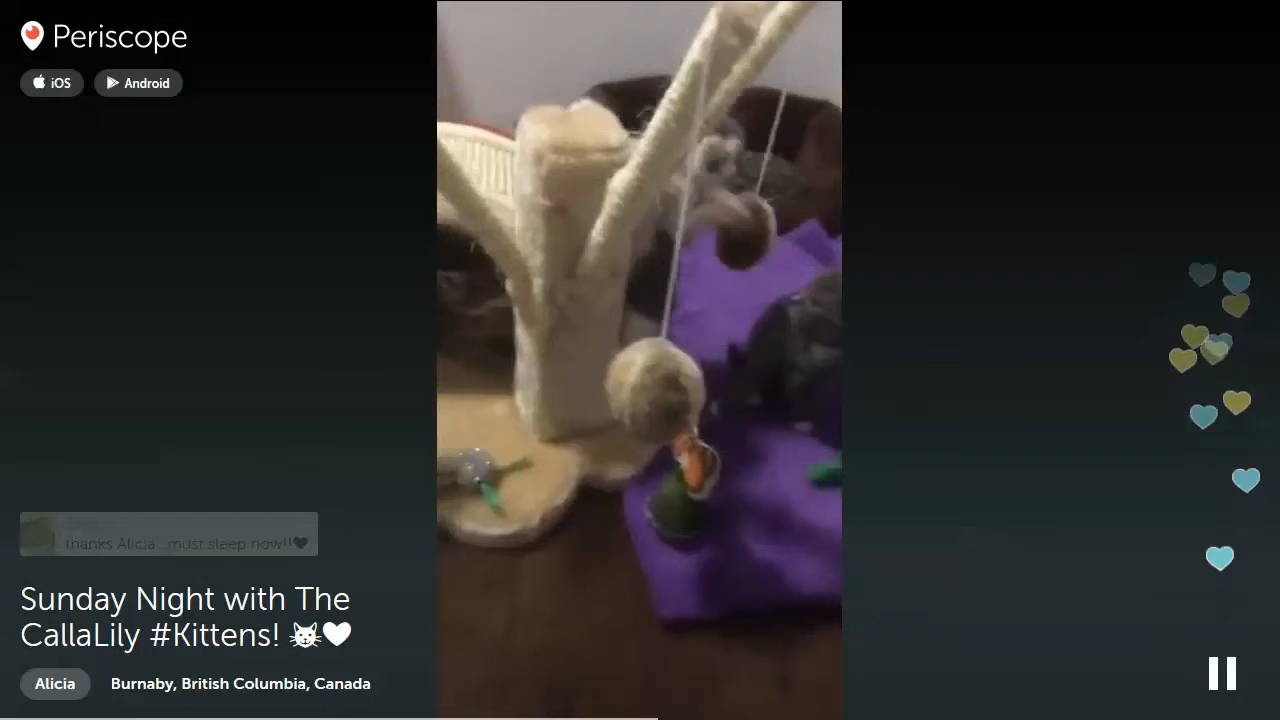 Periscope
iOS
Android
thanks Alicia...must sleep now!!🖤
Sunday Night with The
CallaLily #Kittens! 🐱🤍
Alicia
Burnaby, British Columbia, Canada